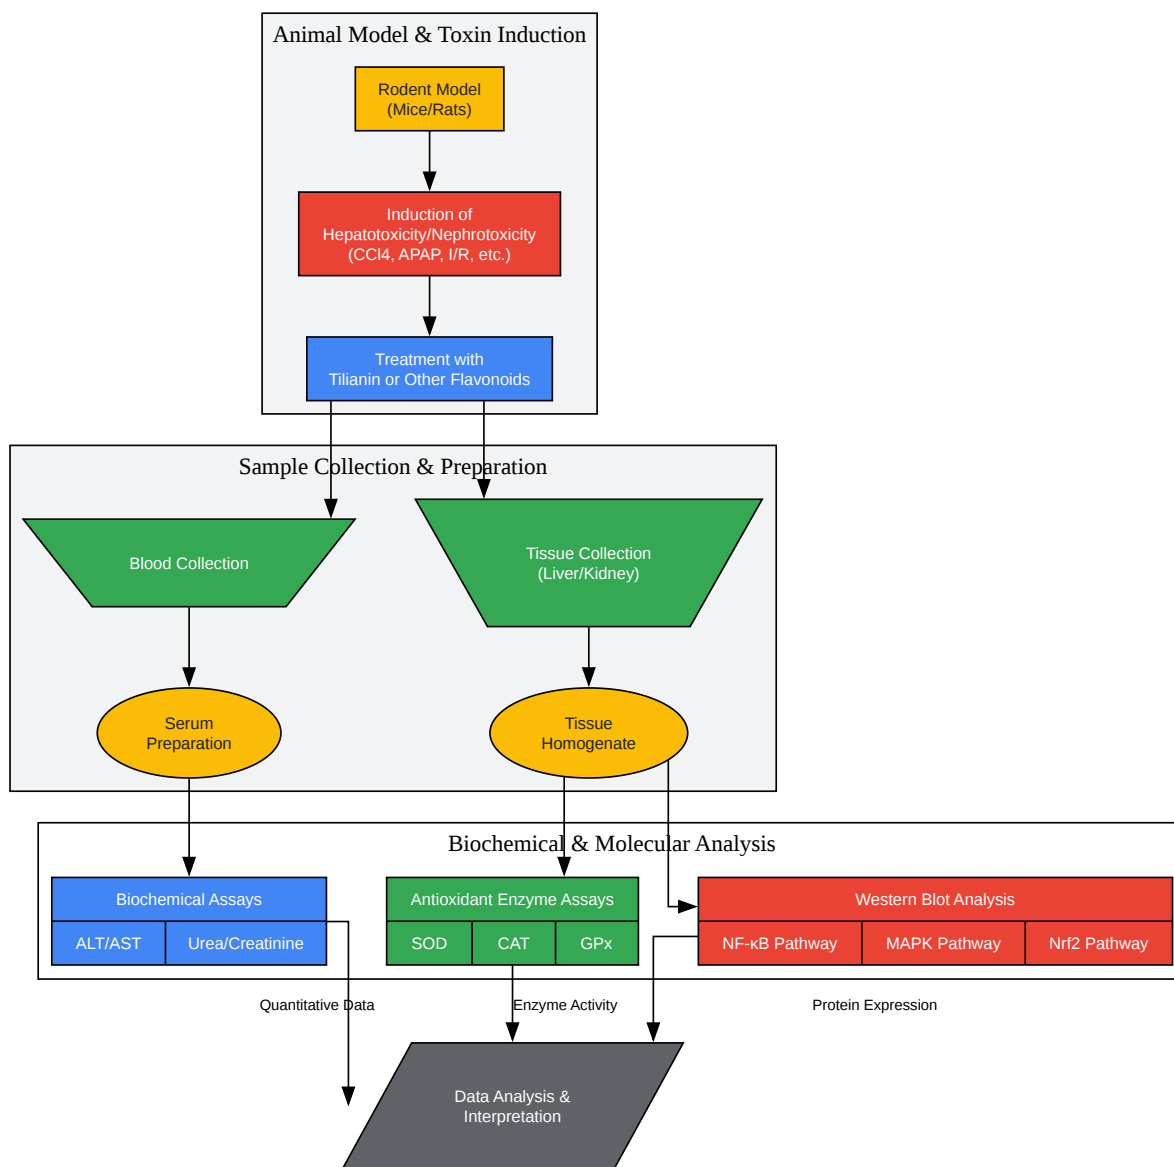 Animal Model & Toxin Induction
Rodent Model
(Mice/Rats)
Induction of
Hepatotoxicity/Nephrotoxicity
(CCl4, APAP, I/R, etc.)
Treatment with
Tilianin or Other Flavonoids
Sample Collection & Preparation
Blood Collection
Tissue Collection
(Liver/Kidney)
Serum
Preparation
Tissue
Homogenate
Biochemical & Molecular Analysis
Biochemical Assays
ALT/AST
Urea/Creatinine
Antioxidant Enzyme Assays
SOD
CAT
GPx
Western Blot Analysis
NF-κB Pathway
MAPK Pathway
Nrf2 Pathway
Quantitative Data
Enzyme Activity
Protein Expression
Data Analysis &
Interpretation